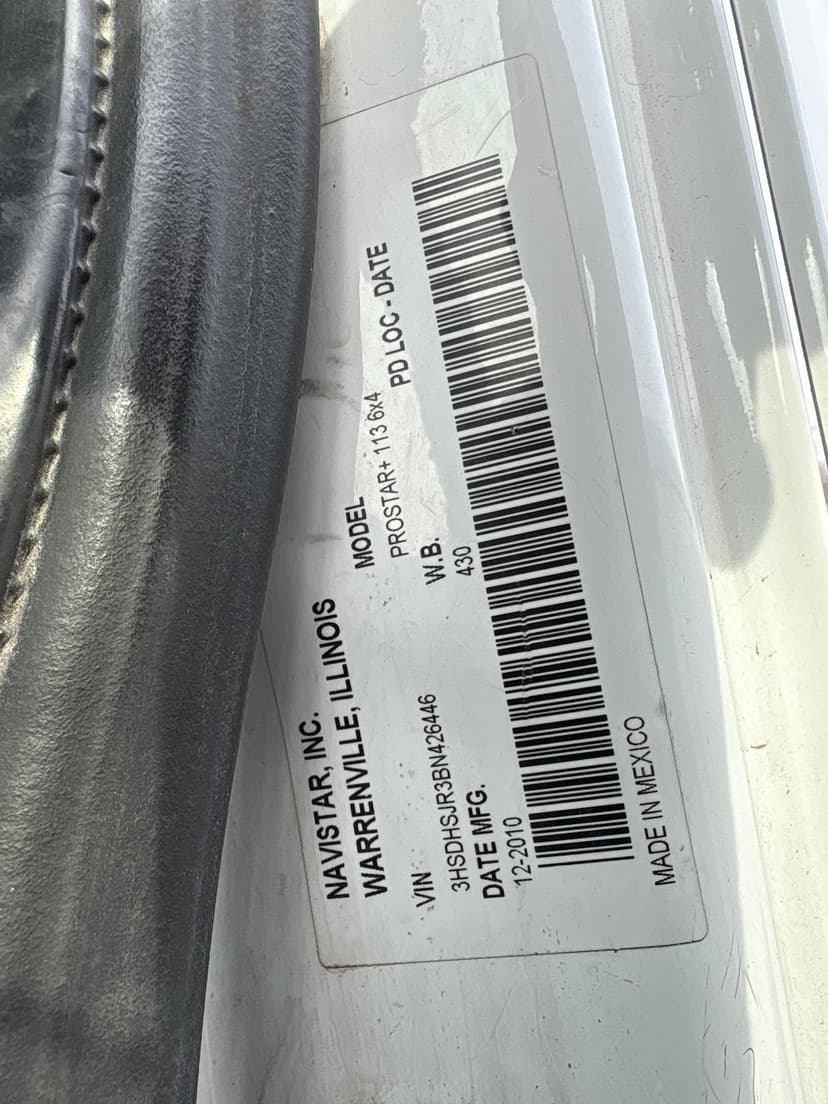 NAVISTAR, INC.
WARRENVILLE, ILLINOIS
MODEL
PROSTAR+ 113 6x4
VIN
3HSDHSJR3BN426446
W.B.
430
PD LOC - DATE
DATE MFG.
12-2010
MADE IN MEXICO